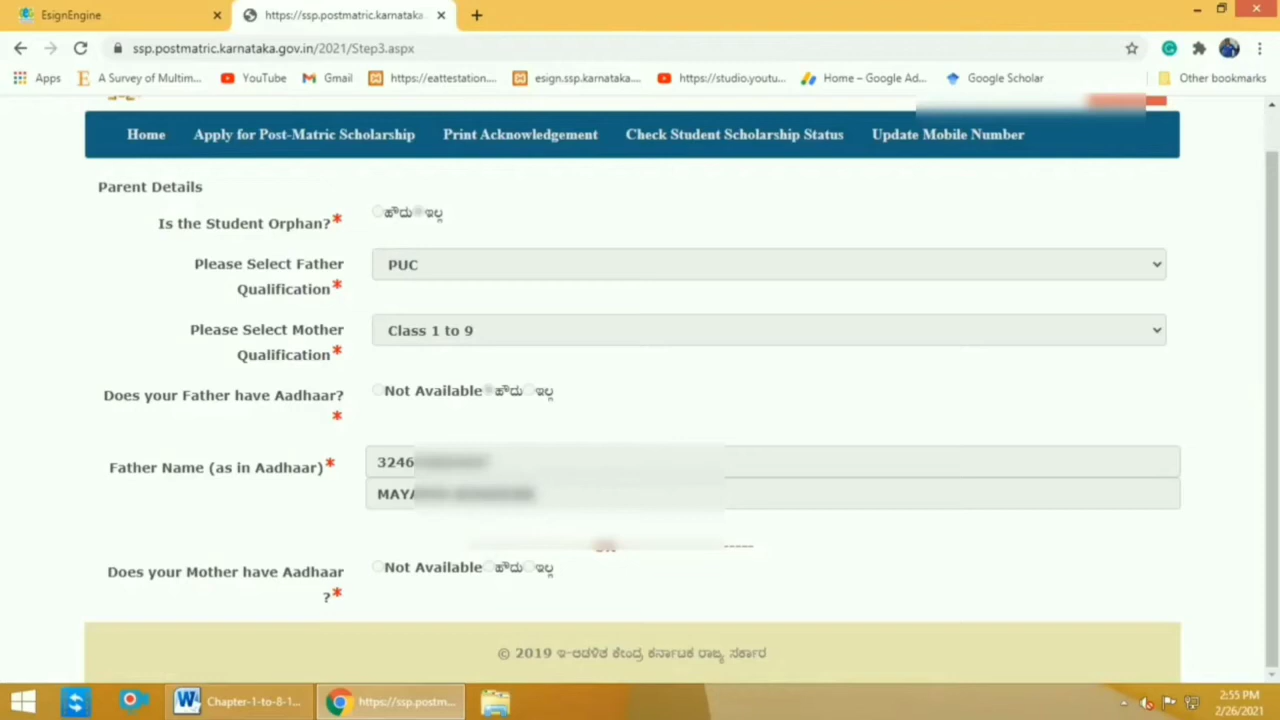 EsignEngine
https://ssp.postmatric.karnataka.
ssp.postmatric.karnataka.gov.in/2021/Step3.aspx
Apps A Survey of Multim... YouTube Gmail https://eattestation.... esign.ssp.karnataka.... https://studio.youtu... Home – Google Ad... Google Scholar Other bookmarks
Home Apply for Post-Matric Scholarship Print Acknowledgement Check Student Scholarship Status Update Mobile Number
Parent Details
Is the Student Orphan?* ಹೌದು ಇಲ್ಲ
Please Select Father Qualification* PUC
Please Select Mother Qualification* Class 1 to 9
Does your Father have Aadhaar?* Not Available ಹೌದು ಇಲ್ಲ
Father Name (as in Aadhaar)* 3246
MAYA
Does your Mother have Aadhaar ?* Not Available ಹೌದು ಇಲ್ಲ
© 2019 ಇ-ಆಡಳಿತ ಕೇಂದ್ರ ಕರ್ನಾಟಕ ರಾಜ್ಯ ಸರ್ಕಾರ
Chapter-1-to-8-1... https://ssp.postm... 2:55 PM
2/26/2021